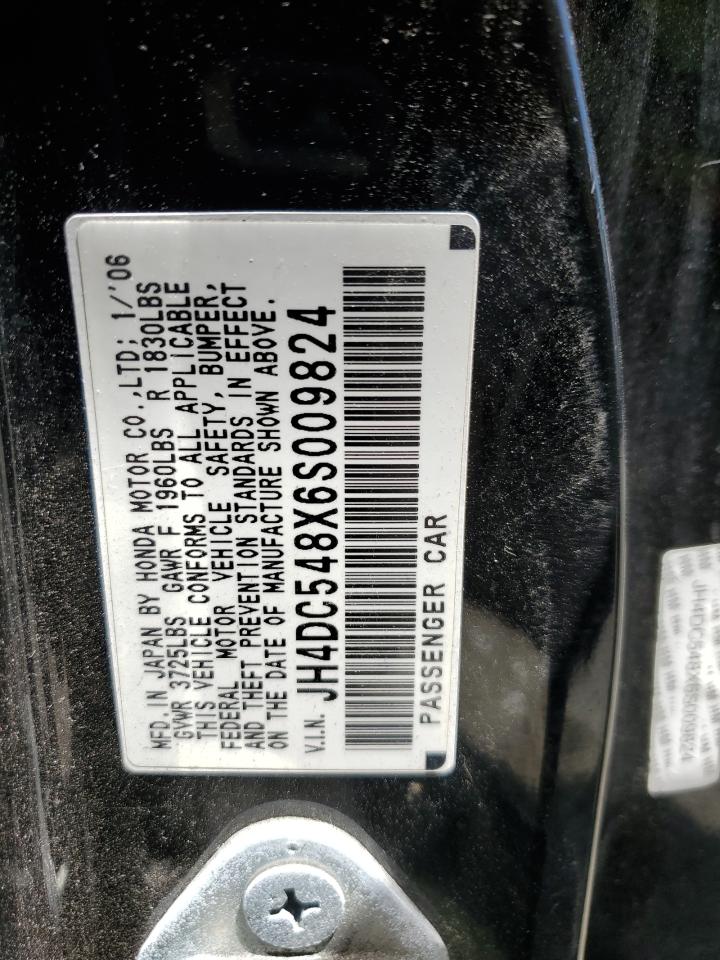 MFD. IN JAPAN BY HONDA MOTOR CO.,LTD; 1/'06
GVWR 3725LBS GAWR F 1960LBS R 1830LBS
THIS VEHICLE CONFORMS TO ALL APPLICABLE
FEDERAL MOTOR VEHICLE SAFETY, BUMPER,
AND THEFT PREVENTION STANDARDS IN EFFECT
ON THE DATE OF MANUFACTURE SHOWN ABOVE.
V.I.N. JH4DC548X6S009824
PASSENGER CAR
JH4DC548X6S009824